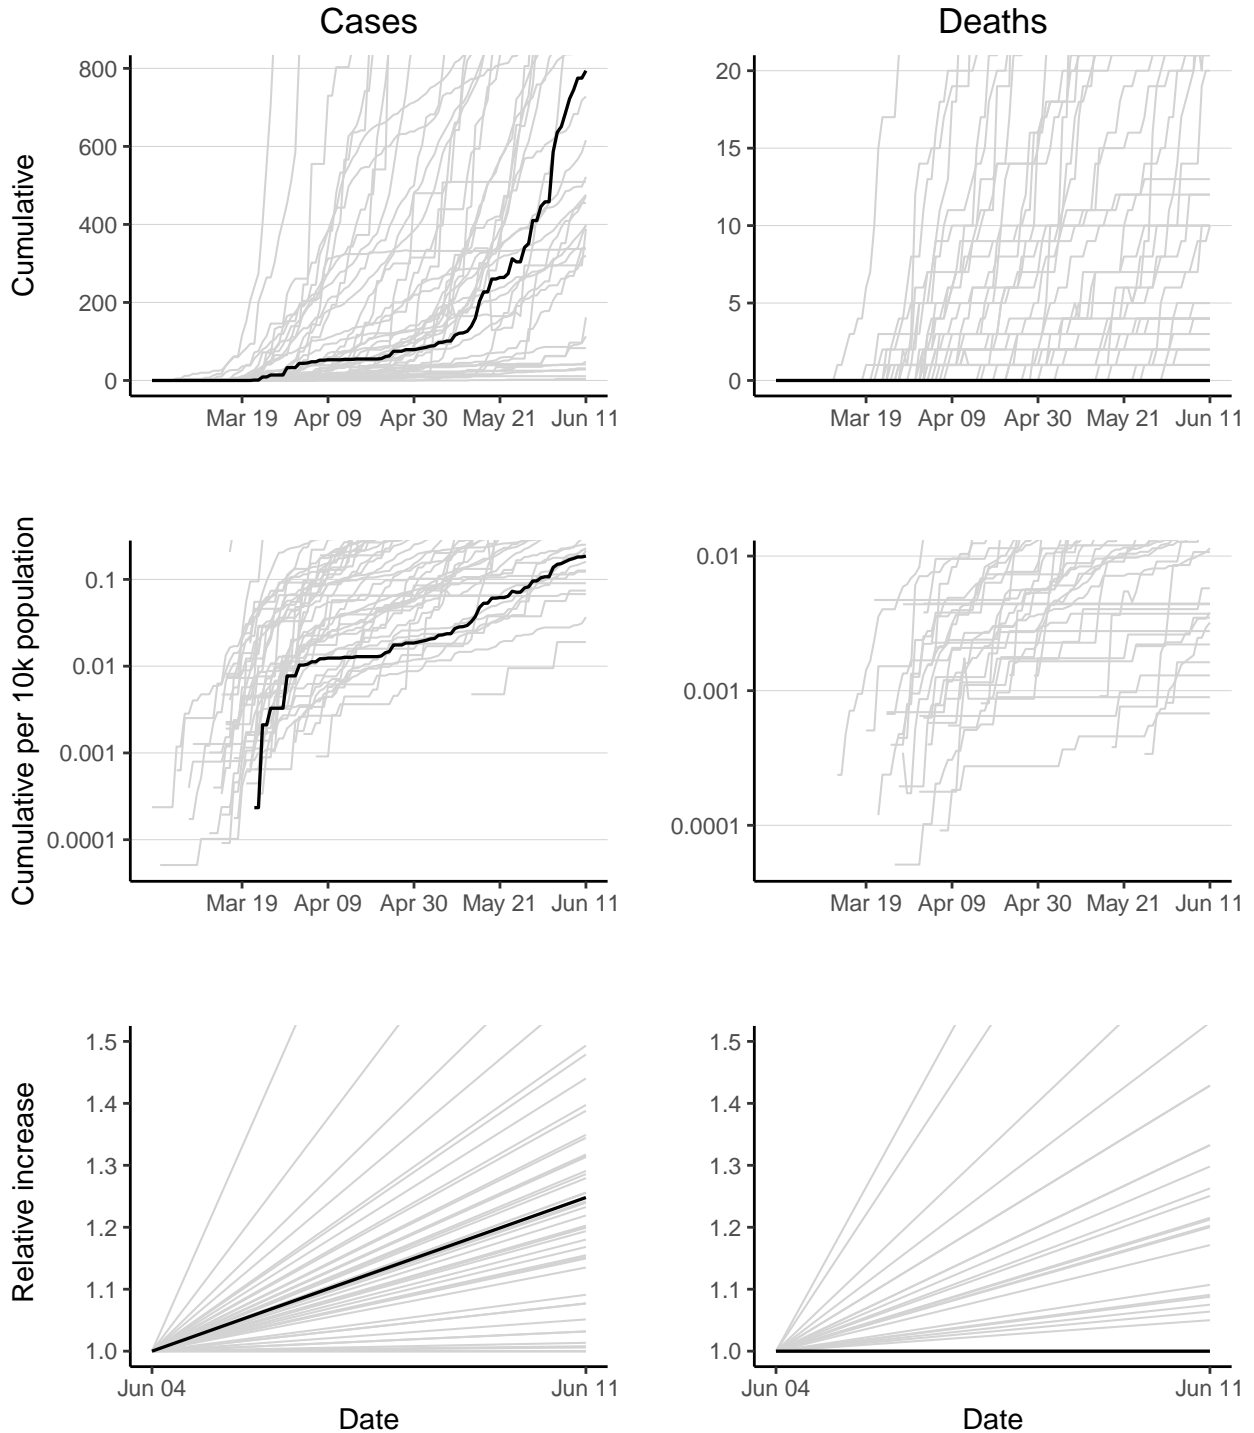 Cases
Deaths
Cumulative
800
600
400
200
0
Mar 19 Apr 09 Apr 30 May 21 Jun 11
20
15
10
5
0
Mar 19 Apr 09 Apr 30 May 21 Jun 11
Cumulative per 10k population
0.1
0.01
0.001
0.0001
Mar 19 Apr 09 Apr 30 May 21 Jun 11
0.01
0.001
0.0001
Mar 19 Apr 09 Apr 30 May 21 Jun 11
Relative increase
1.5
1.4
1.3
1.2
1.1
1.0
Jun 04 Jun 11
Date
1.5
1.4
1.3
1.2
1.1
1.0
Jun 04 Jun 11
Date